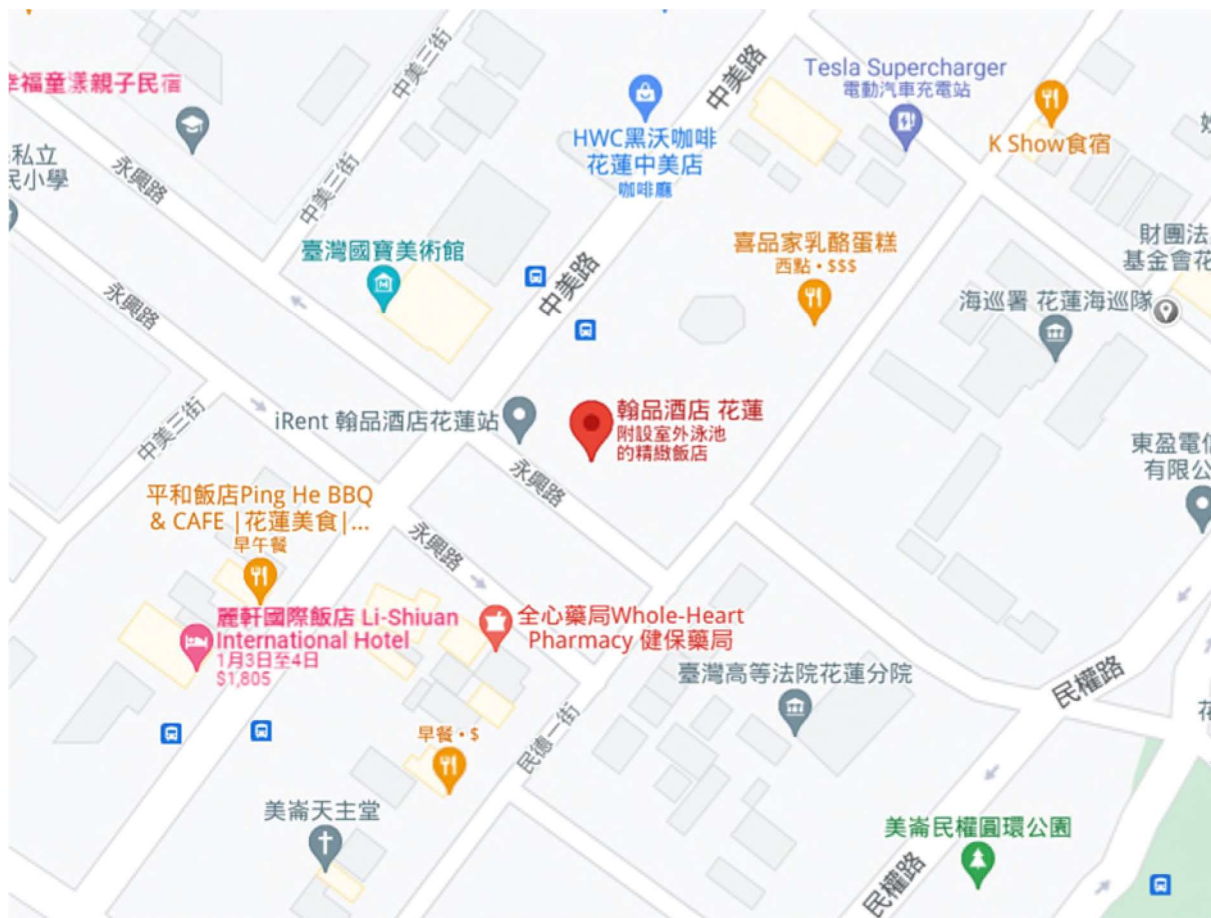 幸福童漾親子民宿
私立
民小學
永興路
永興路
中美三街
中美三街
中美路
HWC黑沃咖啡
花蓮中美店
咖啡廳
Tesla Supercharger
電動汽車充電站
K Show食宿
臺灣國寶美術館
中美路
喜品家乳酪蛋糕
西點・$$$
財團法
基金會花
海巡署 花蓮海巡隊
中美三街
iRent 翰品酒店花蓮站
翰品酒店 花蓮
附設室外泳池
的精緻飯店
永興路
東盈電信
有限公
平和飯店Ping He BBQ
& CAFE |花蓮美食|...
早午餐
永興路
麗軒國際飯店 Li-Shiuan
International Hotel
1月3日至4日
$1,805
全心藥局Whole-Heart
Pharmacy 健保藥局
臺灣高等法院花蓮分院
民權路
花
早餐・$
民德一街
美崙天主堂
美崙民權圓環公園
民權路